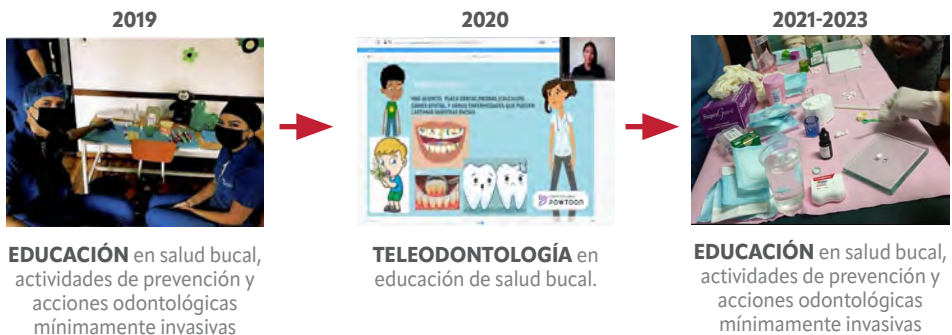 2019
2020
2021-2023
POWTOON
EDUCACIÓN en salud bucal,
actividades de prevención y
acciones odontológicas
mínimamente invasivas
TELEODONTOLOGÍA en
educación de salud bucal.
EDUCACIÓN en salud bucal,
actividades de prevención y
acciones odontológicas
mínimamente invasivas